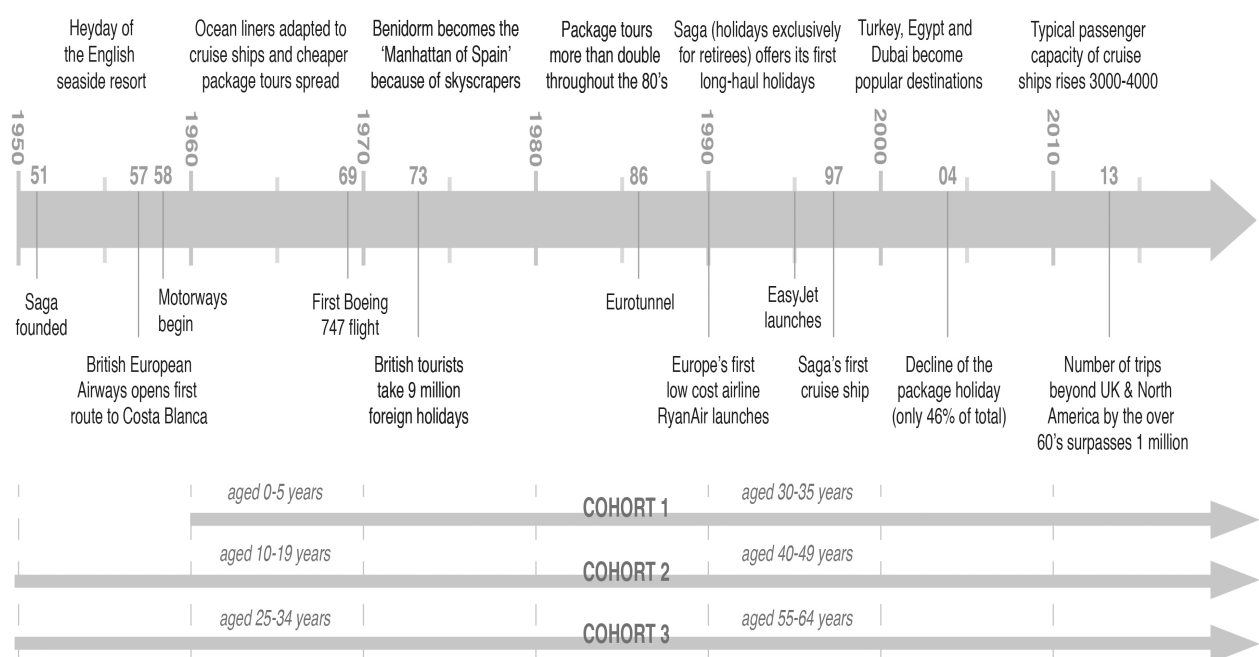 Heyday of
the English
seaside resort
Ocean liners adapted to
cruise ships and cheaper
package tours spread
Benidorm becomes the
‘Manhattan of Spain’
because of skyscrapers
Package tours
more than double
throughout the 80’s
Saga (holidays exclusively
for retirees) offers its first
long-haul holidays
Turkey, Egypt and
Dubai become
popular destinations
Typical passenger
capacity of cruise
ships rises 3000-4000
1950
1960
1970
1980
1990
2000
2010
51
57
58
69
73
86
97
04
13
Saga
founded
Motorways
begin
First Boeing
747 flight
Eurotunnel
EasyJet
launches
British European
Airways opens first
route to Costa Blanca
British tourists
take 9 million
foreign holidays
Europe’s first
low cost airline
RyanAir launches
Saga’s first
cruise ship
Decline of the
package holiday
(only 46% of total)
Number of trips
beyond UK & North
America by the over
60’s surpasses 1 million
aged 0-5 years
COHORT 1
aged 30-35 years
aged 10-19 years
COHORT 2
aged 40-49 years
aged 25-34 years
COHORT 3
aged 55-64 years